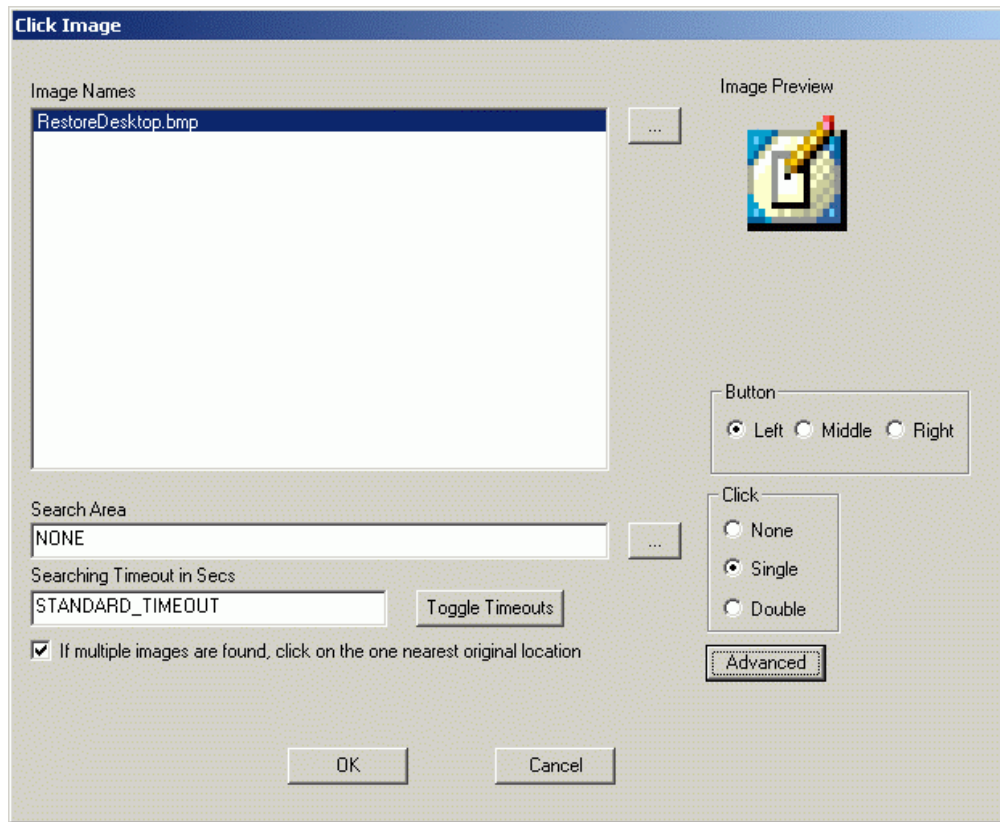 Click Image
Image Names
Image Preview
RestoreDesktop.bmp
...
Button
Left Middle Right
Search Area
NONE
...
Click
None
Single
Double
Searching Timeout in Secs
STANDARD_TIMEOUT
Toggle Timeouts
If multiple images are found, click on the one nearest original location
Advanced
OK
Cancel